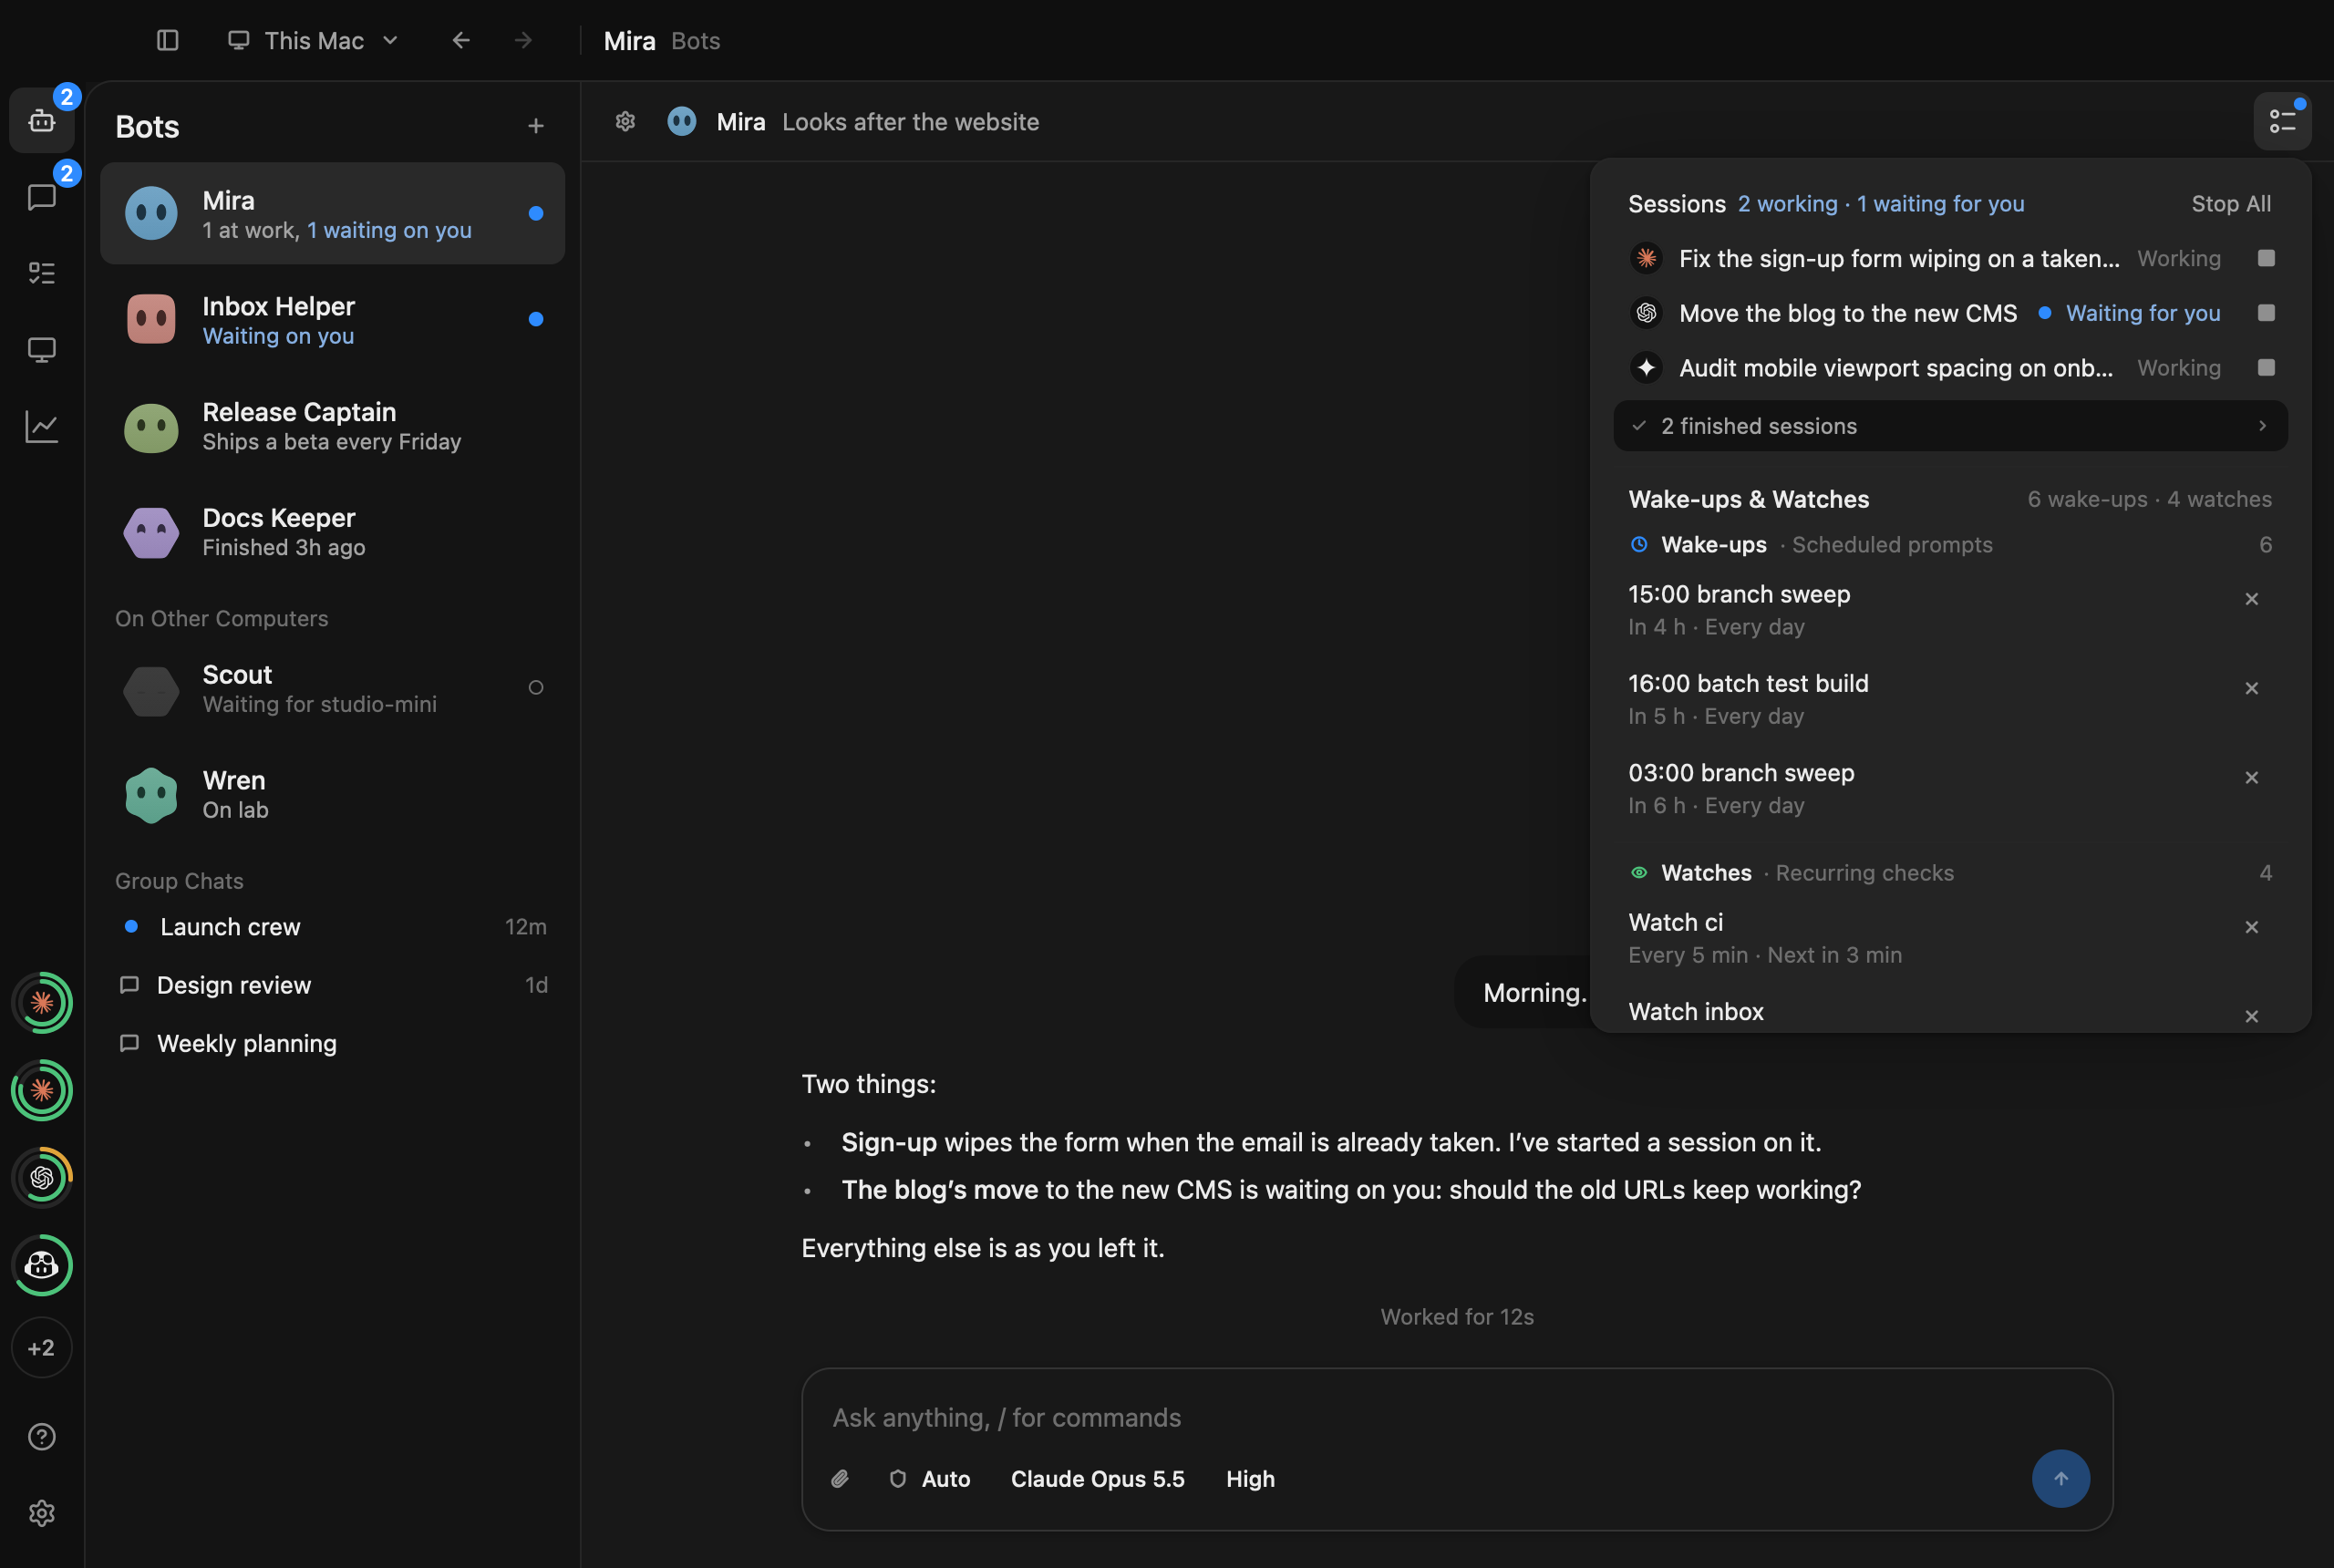 This Mac
Mira Bots
2
2
Bots
Mira
1 at work, 1 waiting on you
Inbox Helper
Waiting on you
Release Captain
Ships a beta every Friday
Docs Keeper
Finished 3h ago
On Other Computers
Scout
Waiting for studio-mini
Wren
On lab
Group Chats
Launch crew 12m
Design review 1d
Weekly planning
+2
Mira Looks after the website
Sessions 2 working · 1 waiting for you Stop All
Fix the sign-up form wiping on a taken... Working
Move the blog to the new CMS Waiting for you
Audit mobile viewport spacing on onb... Working
2 finished sessions
Wake-ups & Watches 6 wake-ups · 4 watches
Wake-ups · Scheduled prompts 6
15:00 branch sweep
In 4 h · Every day
16:00 batch test build
In 5 h · Every day
03:00 branch sweep
In 6 h · Every day
Watches · Recurring checks 4
Watch ci
Every 5 min · Next in 3 min
Watch inbox
Morning.
Two things:
• Sign-up wipes the form when the email is already taken. I’ve started a session on it.
• The blog’s move to the new CMS is waiting on you: should the old URLs keep working?
Everything else is as you left it.
Worked for 12s
Ask anything, / for commands
Auto Claude Opus 5.5 High